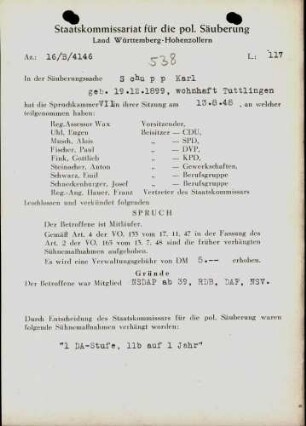 Staatskommissariat für die pol. Säuberung
Land Württemberg-Hohenzollern
Az.: 16/B/4146
538
L.: 117
In der Säuberungssache Schupp Karl
geb. 19.12.1899, wohnhaft Tuttlingen
hat die Spruchkammer VII in ihrer Sitzung am 13.8.48, an welcher
teilgenommen haben:
Reg.Assessor Wax Vorsitzender,
Uhl, Eugen Beisitzer — CDU,
Munch, Alois „ — SPD,
Fischer, Paul „ — DVP,
Fink, Gottlieb „ — KPD,
Steinacher, Anton „ — Gewerkschaften,
Schwarz, Emil „ — Berufsgruppe
Schneckenburger, Josef „ — Berufsgruppe
Reg.-Ang. Hauer, Franz Vertreter des Staatskommissars
beschlossen und verkündet folgenden
SPRUCH
Der Betroffene ist Mitläufer.
Gemäß Art. 4 der VO. 133 vom 17. 11. 47 in der Fassung des
Art. 2 der VO. 165 vom 13. 7. 48 sind die früher verhängten
Sühnemaßnahmen aufgehoben.
Es wird eine Verwaltungsgebühr von DM 5.-- erhoben.
Gründe
Der Betroffene war Mitglied NSDAP ab 39, RDB, DAF, NSV.
Durch Entscheidung des Staatskommissars für die pol. Säuberung waren
folgende Sühnemaßnahmen verhängt worden:
"1 DA-Stufe, 11b auf 1 Jahr"